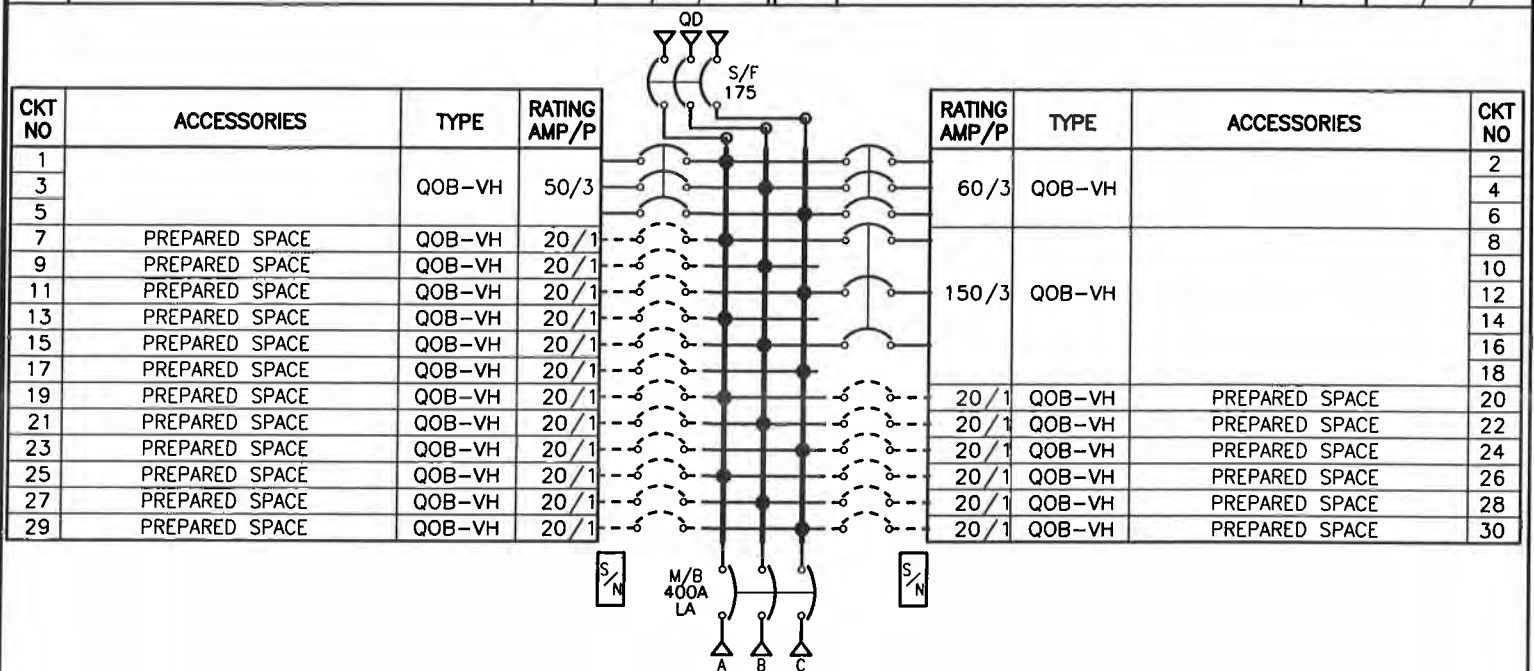 QD
S/F
175
CKT NO ACCESSORIES TYPE RATING AMP/P
1
3 QOB-VH 50/3
5
7 PREPARED SPACE QOB-VH 20/1
9 PREPARED SPACE QOB-VH 20/1
11 PREPARED SPACE QOB-VH 20/1
13 PREPARED SPACE QOB-VH 20/1
15 PREPARED SPACE QOB-VH 20/1
17 PREPARED SPACE QOB-VH 20/1
19 PREPARED SPACE QOB-VH 20/1
21 PREPARED SPACE QOB-VH 20/1
23 PREPARED SPACE QOB-VH 20/1
25 PREPARED SPACE QOB-VH 20/1
27 PREPARED SPACE QOB-VH 20/1
29 PREPARED SPACE QOB-VH 20/1
RATING AMP/P TYPE ACCESSORIES CKT NO
2
60/3 QOB-VH 4
6
8
10
150/3 QOB-VH 12
14
16
18
20/1 QOB-VH PREPARED SPACE 20
20/1 QOB-VH PREPARED SPACE 22
20/1 QOB-VH PREPARED SPACE 24
20/1 QOB-VH PREPARED SPACE 26
20/1 QOB-VH PREPARED SPACE 28
20/1 QOB-VH PREPARED SPACE 30
S/N
M/B
400A
LA
S/N
A B C